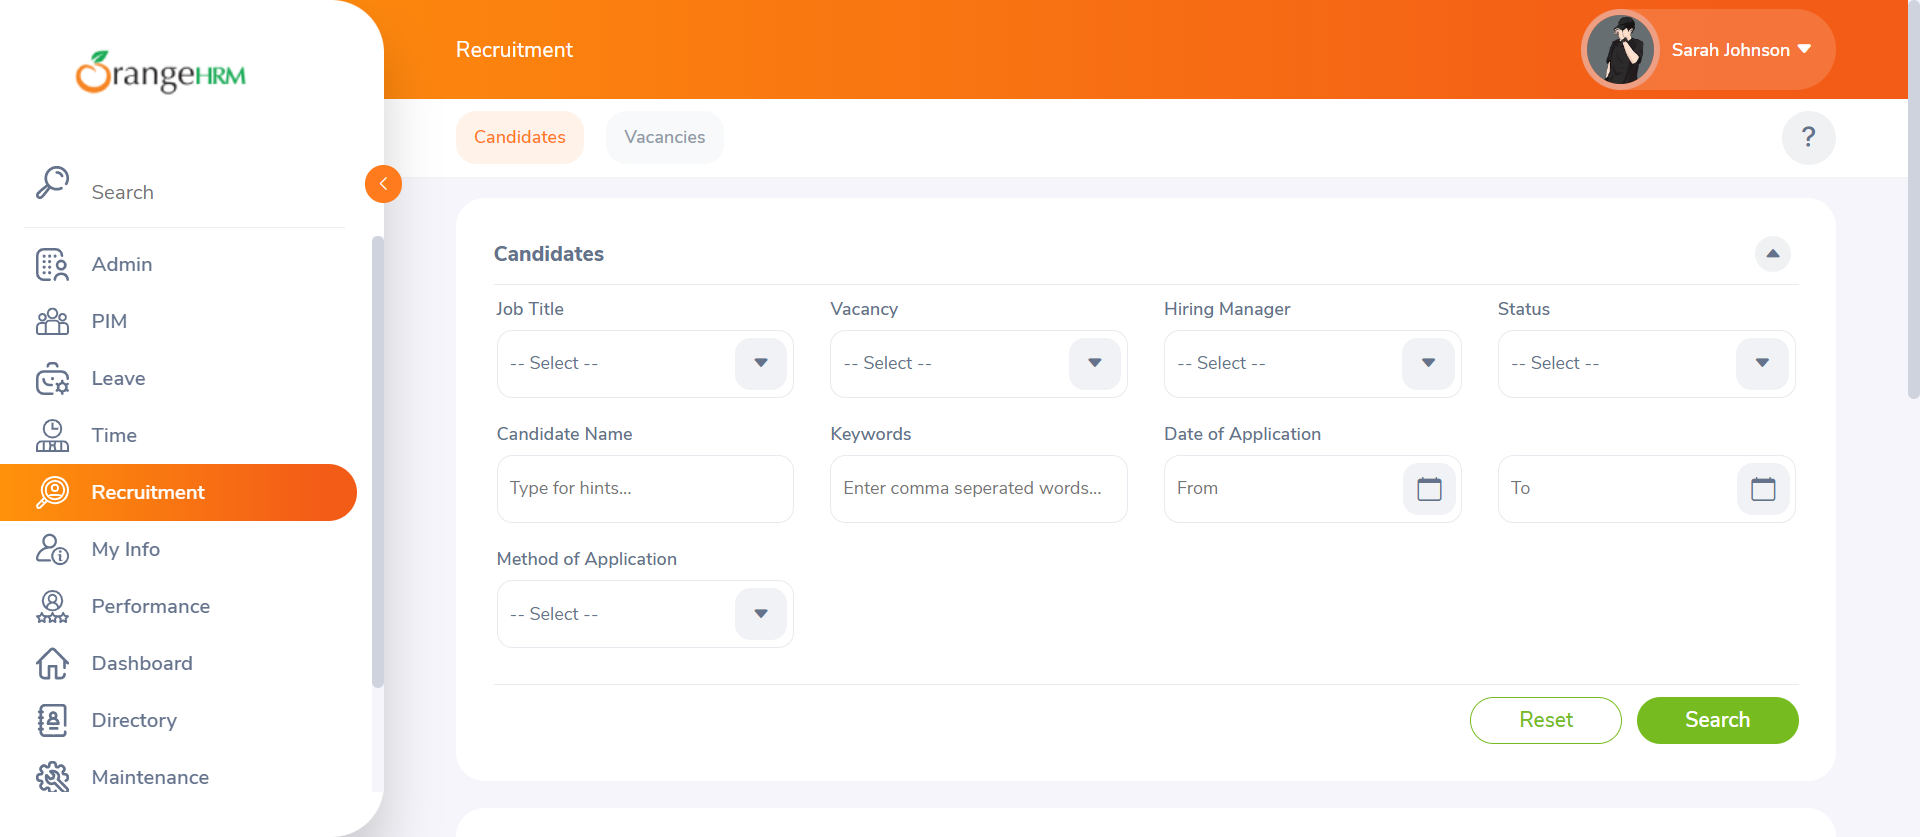 OrangeHRM
Recruitment
Sarah Johnson
Candidates
Vacancies
?
Search
Admin
PIM
Leave
Time
Recruitment
My Info
Performance
Dashboard
Directory
Maintenance
Candidates
Job Title
Vacancy
Hiring Manager
Status
-- Select --
-- Select --
-- Select --
-- Select --
Candidate Name
Keywords
Date of Application
Type for hints...
Enter comma seperated words...
From
To
Method of Application
-- Select --
Reset
Search